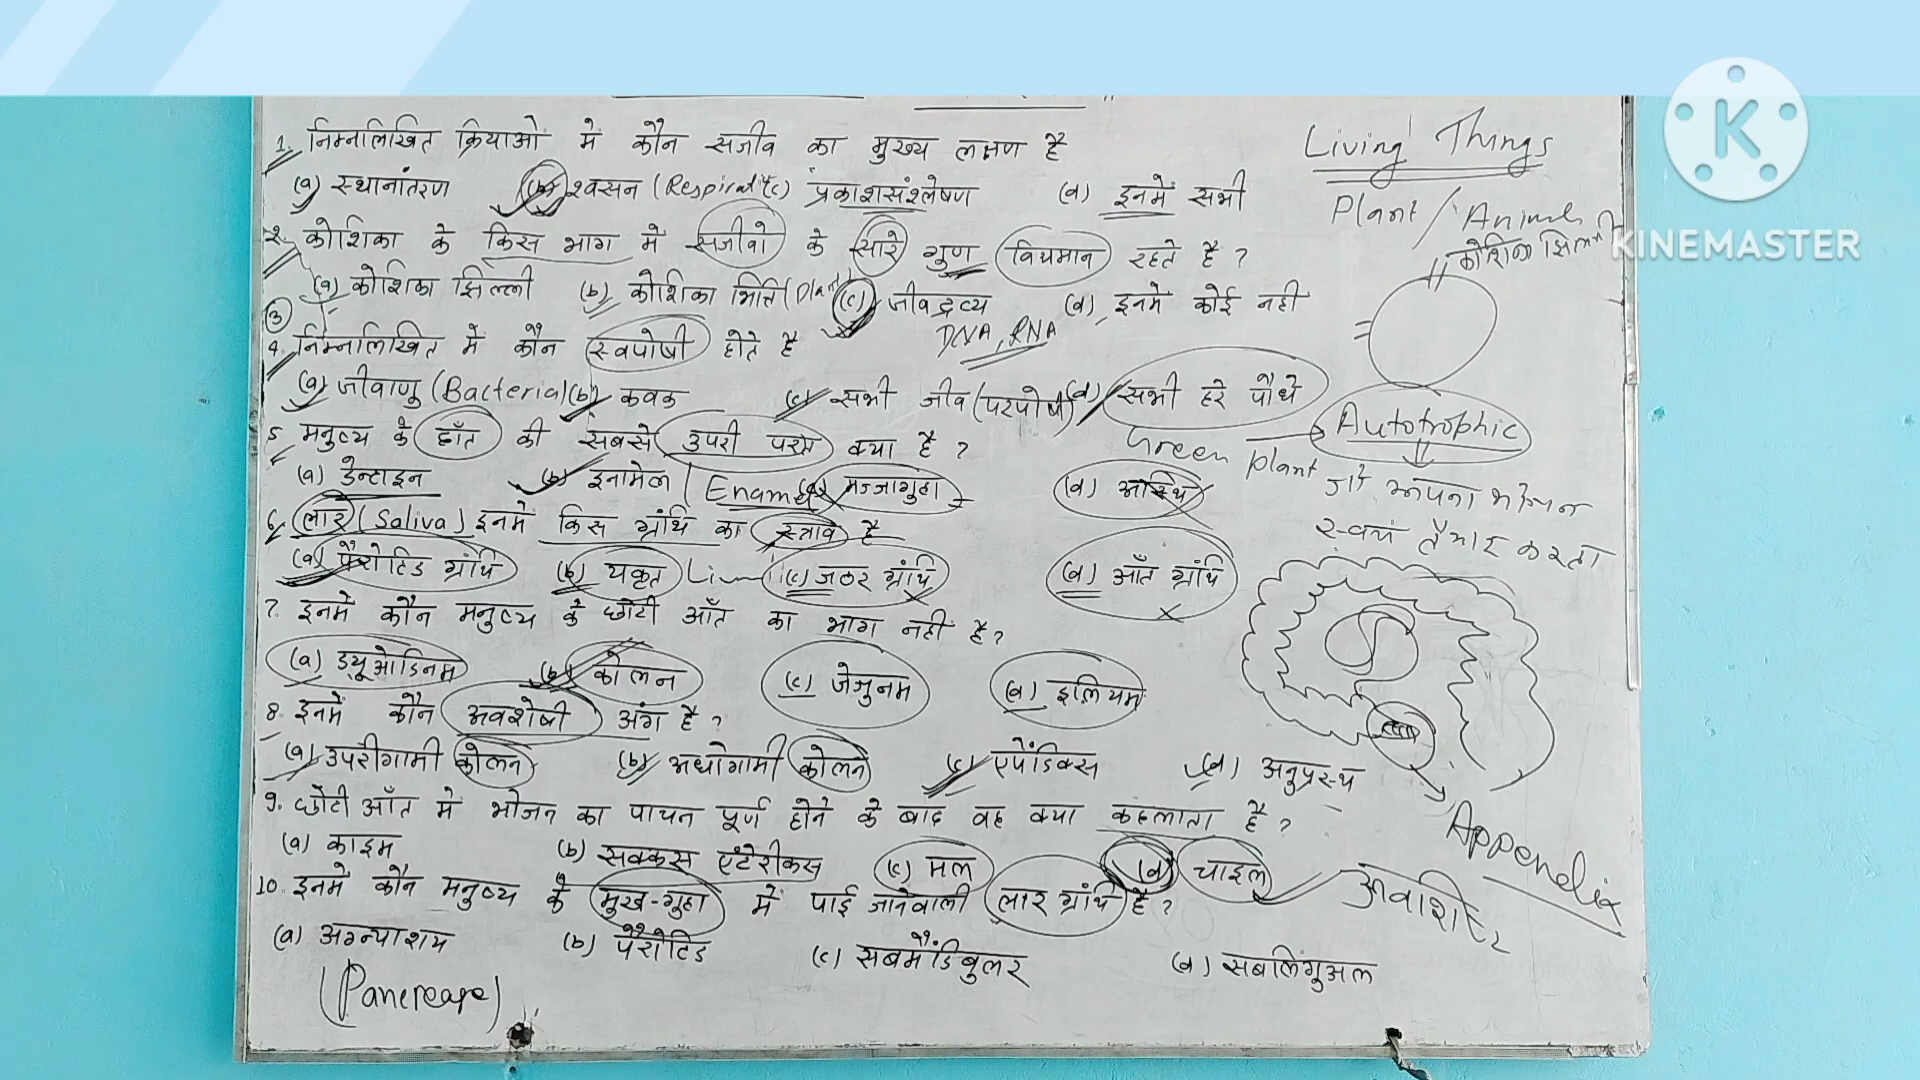 1. निम्नलिखित क्रियाओं में कौन सजीव का मुख्य लक्षण है
(a) स्थानांतरण (b) श्वसन (Respirati (c) प्रकाशसंश्लेषण (d) इनमें सभी
2. कोशिका के किस भाग में सजीवों के सारे गुण विद्यमान रहते है ?
(a) कोशिका झिल्ली (b) कोशिका भित्ति (Plant) (c) जीवद्रव्य (d) इनमें कोई नही
DNA, RNA
3
4. निम्नलिखित में कौन स्वपोषी होते है
(a) जीवाणु (Bacteria) (b) कवक (c) सभी जीव (परपोषी) (d) सभी हरे पौधे
5. मनुष्य के दाँत की सबसे उपरी परत क्या है ?
(a) डेन्टाइन (b) इनामेल (Enamel (c) मज्जागुहा (d) अस्थि
6. लार (Saliva) इनमें किस ग्रंथि का स्त्राव है
(a) पैरोटिड ग्रंथि (b) यकृत (c) जठर ग्रंथि (d) आँत ग्रंथि
7. इनमें कौन मनुष्य के छोटी आँत का भाग नहीं है ?
(a) ड्यूओडिनम (b) कोलन (c) जेजुनम (d) इलियम
8. इनमें कौन अवशेषी अंग है ?
(a) उपरीगामी कोलन (b) अधोगामी कोलन (c) एपेंडिक्स (d) अनुप्रस्थ
9. छोटी आँत में भोजन का पाचन पूर्ण होने के बाद वह क्या कहलाता है ?
(a) काइम (b) सक्कस एंटेरीकस (c) मल (d) चाइल
10. इनमें कौन मनुष्य के मुख-गुहा में पाई जानेवाली लार ग्रंथि है ?
(a) अग्न्याशय (b) पैरोटिड (c) सबमैंडिबुलर (d) सबलिंगुअल
(Pancrease)
Living Things
Plant / Animals
कोशिका झिल्ली
Autotrophic
Green plant जो अपना भोजन
स्वयं तैयार करता
Appendix
K
KINEMASTER